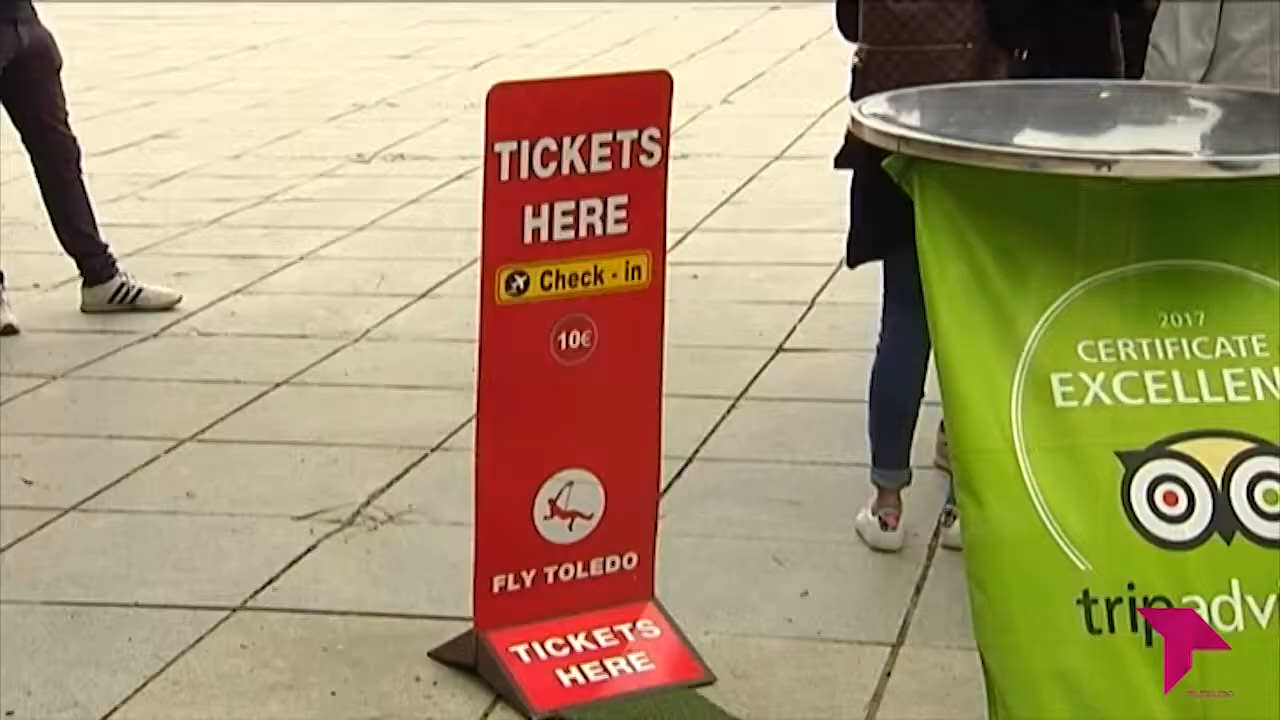 TICKETS
HERE
Check - in
10€
FLY TOLEDO
TICKETS
HERE
2017
CERTIFICATE
EXCELLEN
tripadv